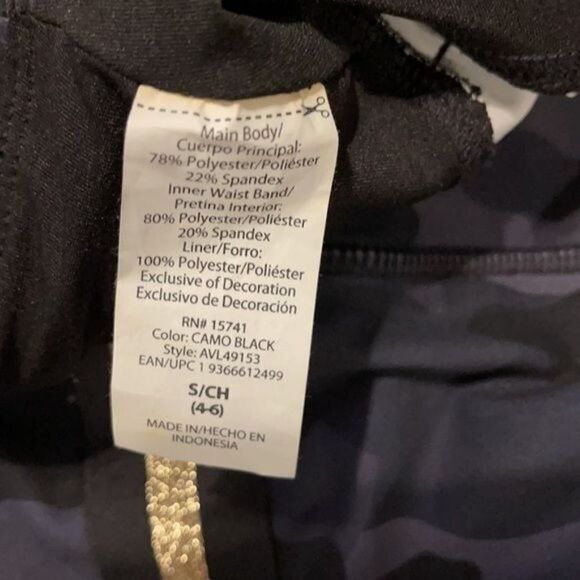 Main Body/
Cuerpo Principal:
78% Polyester/Poliéster
22% Spandex
Inner Waist Band/
Pretina Interior:
80% Polyester/Poliéster
20% Spandex
Liner/Forro:
100% Polyester/Poliéster
Exclusive of Decoration
Exclusivo de Decoración
RN# 15741
Color: CAMO BLACK
Style: AVL49153
EAN/UPC 1 9366612499
S/CH
(4-6)
MADE IN/HECHO EN
INDONESIA